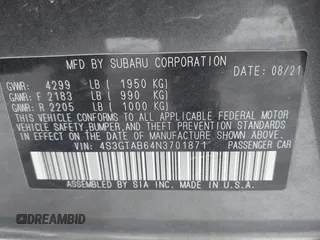 MFD BY SUBARU CORPORATION
GVWR: 4299 LB ( 1950 KG) DATE: 08/21
GAWR: F 2183 LB ( 990 KG)
GAWR: R 2205 LB ( 1000 KG)
THIS VEHICLE CONFORMS TO ALL APPLICABLE FEDERAL MOTOR
VEHICLE SAFETY, BUMPER, AND THEFT PREVENTION STANDARDS IN EFFECT
ON THE DATE OF MANUFACTURE SHOWN ABOVE.
VIN: 4S3GTAB64N3701871 PASSENGER CAR
ASSEMBLED BY SIA INC. MADE IN U.S.A.
DREAMBID